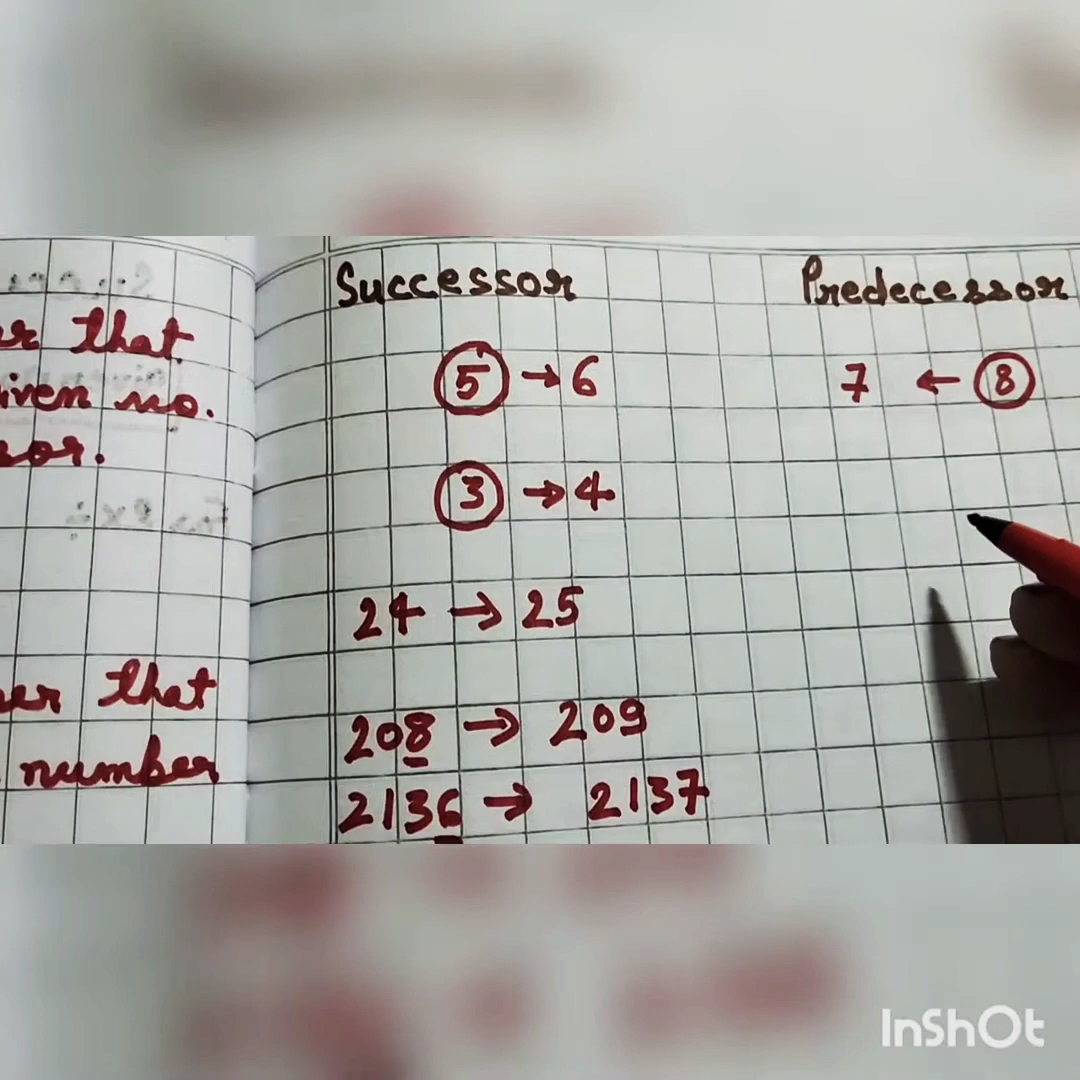 that
given no.
that
number
Successor
5 → 6
3 → 4
24 → 25
208 → 209
2136 → 2137
Predecessor
7 ← 8
InShOt